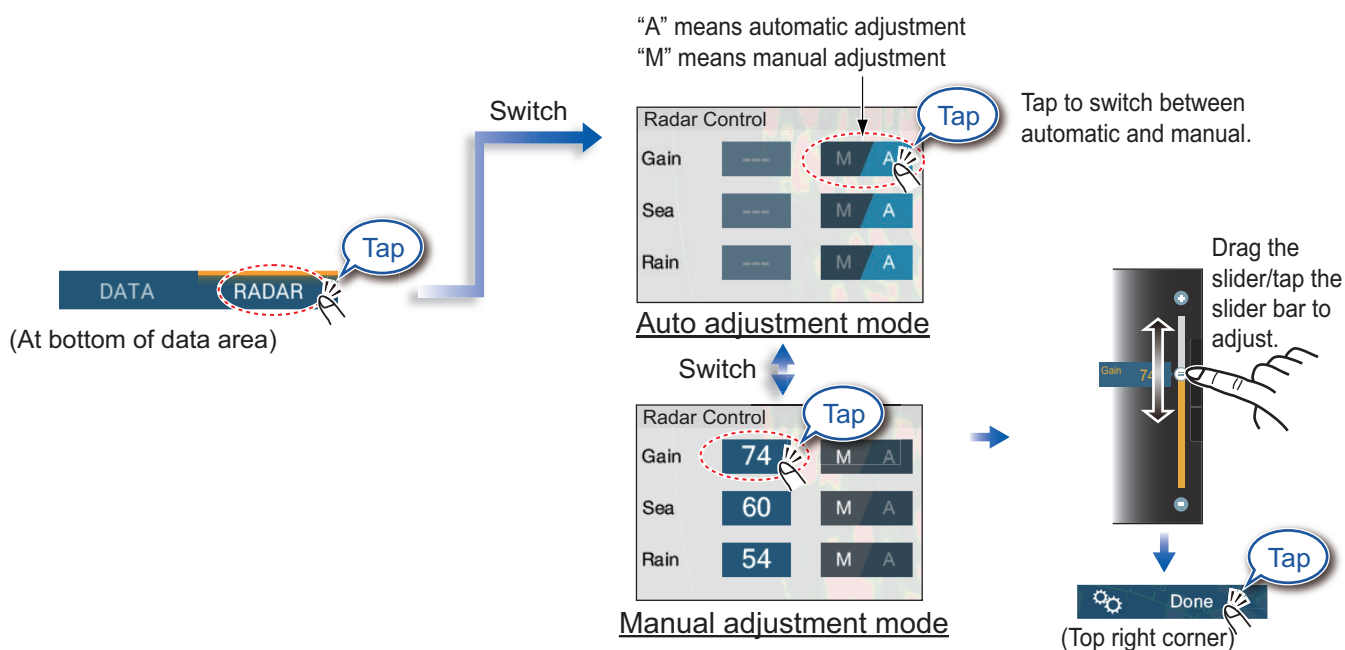 “A” means automatic adjustment
“M” means manual adjustment
Switch
Tap
Tap to switch between
automatic and manual.
Radar Control
Gain
---
M
A
Sea
---
M
A
Rain
---
M
A
Auto adjustment mode
Tap
DATA
RADAR
(At bottom of data area)
Switch
Radar Control
Tap
Gain
74
M
A
Sea
60
M
A
Rain
54
M
A
Manual adjustment mode
Drag the
slider/tap the
slider bar to
adjust.
Gain
74
Tap
Done
(Top right corner)